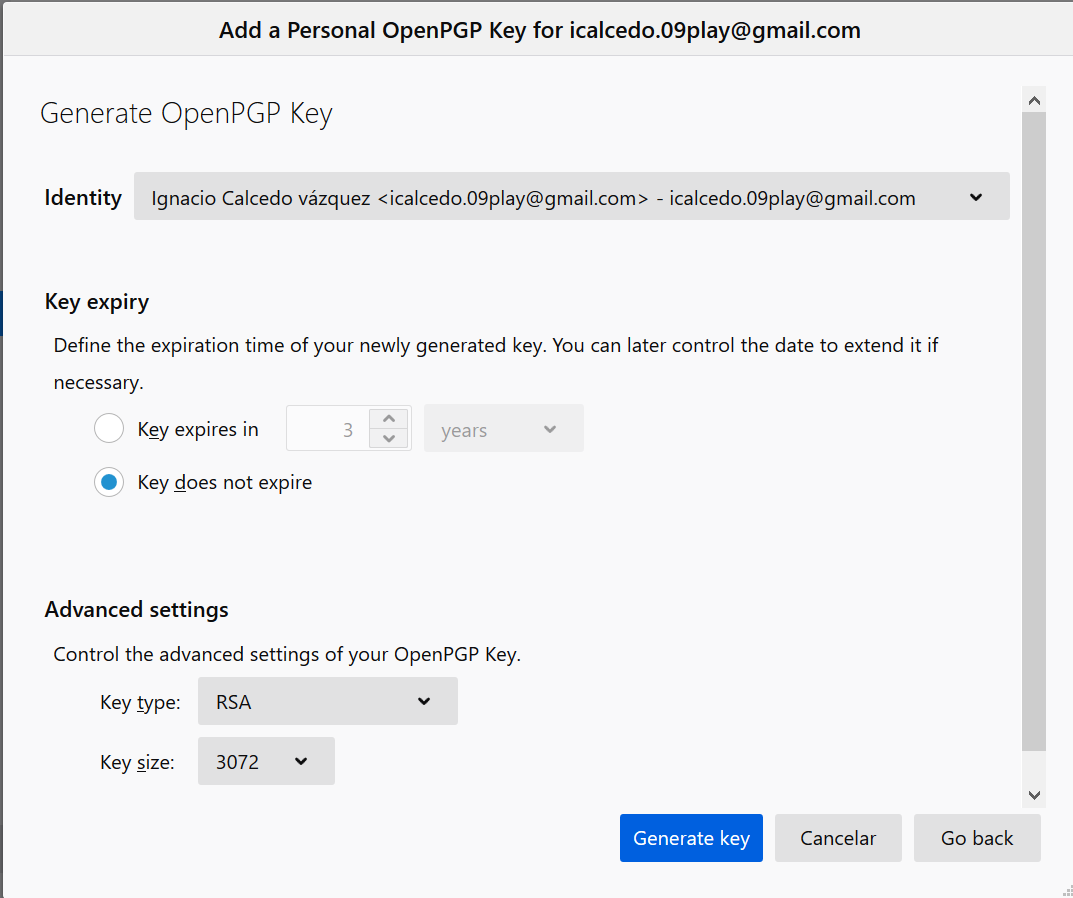 Add a Personal OpenPGP Key for icalcedo.09play@gmail.com
Generate OpenPGP Key
Identity Ignacio Calcedo vázquez <icalcedo.09play@gmail.com> - icalcedo.09play@gmail.com
Key expiry
Define the expiration time of your newly generated key. You can later control the date to extend it if
necessary.
Key expires in 3 years
Key does not expire
Advanced settings
Control the advanced settings of your OpenPGP Key.
Key type: RSA
Key size: 3072
Generate key Cancelar Go back